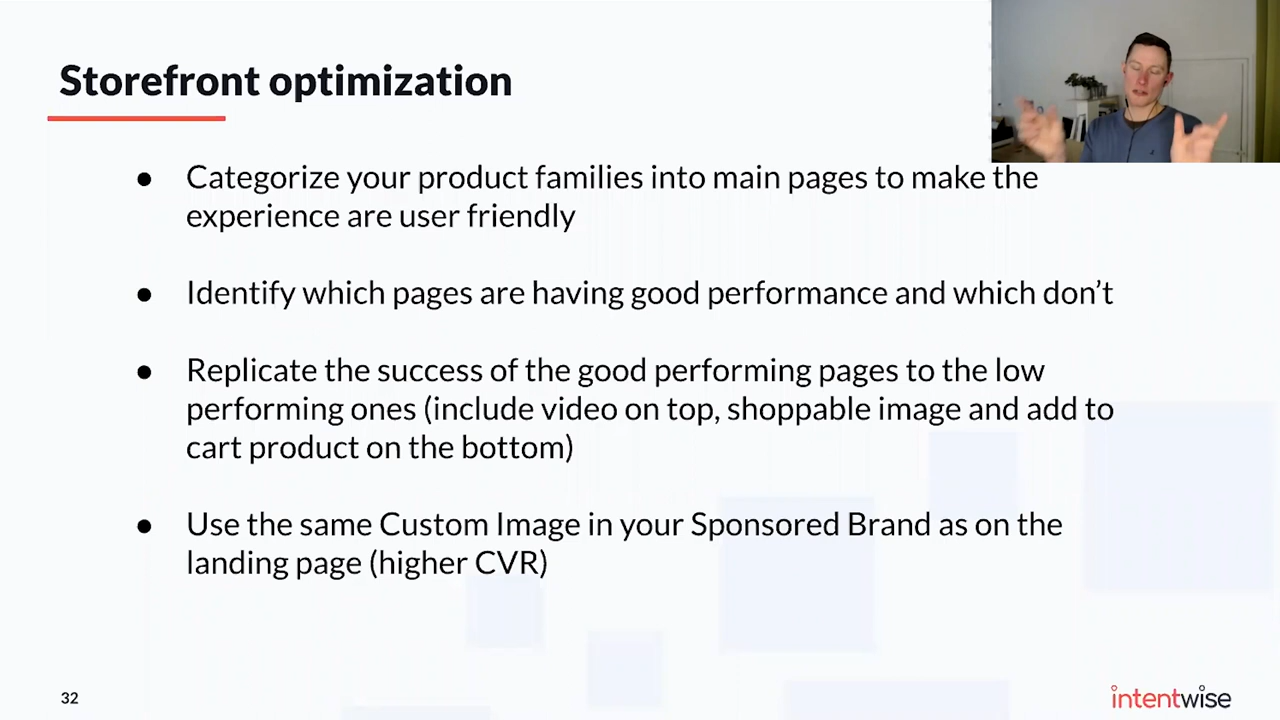 Storefront optimization
● Categorize your product families into main pages to make the
experience are user friendly
● Identify which pages are having good performance and which don’t
● Replicate the success of the good performing pages to the low
performing ones (include video on top, shoppable image and add to
cart product on the bottom)
● Use the same Custom Image in your Sponsored Brand as on the
landing page (higher CVR)
32
intentwise